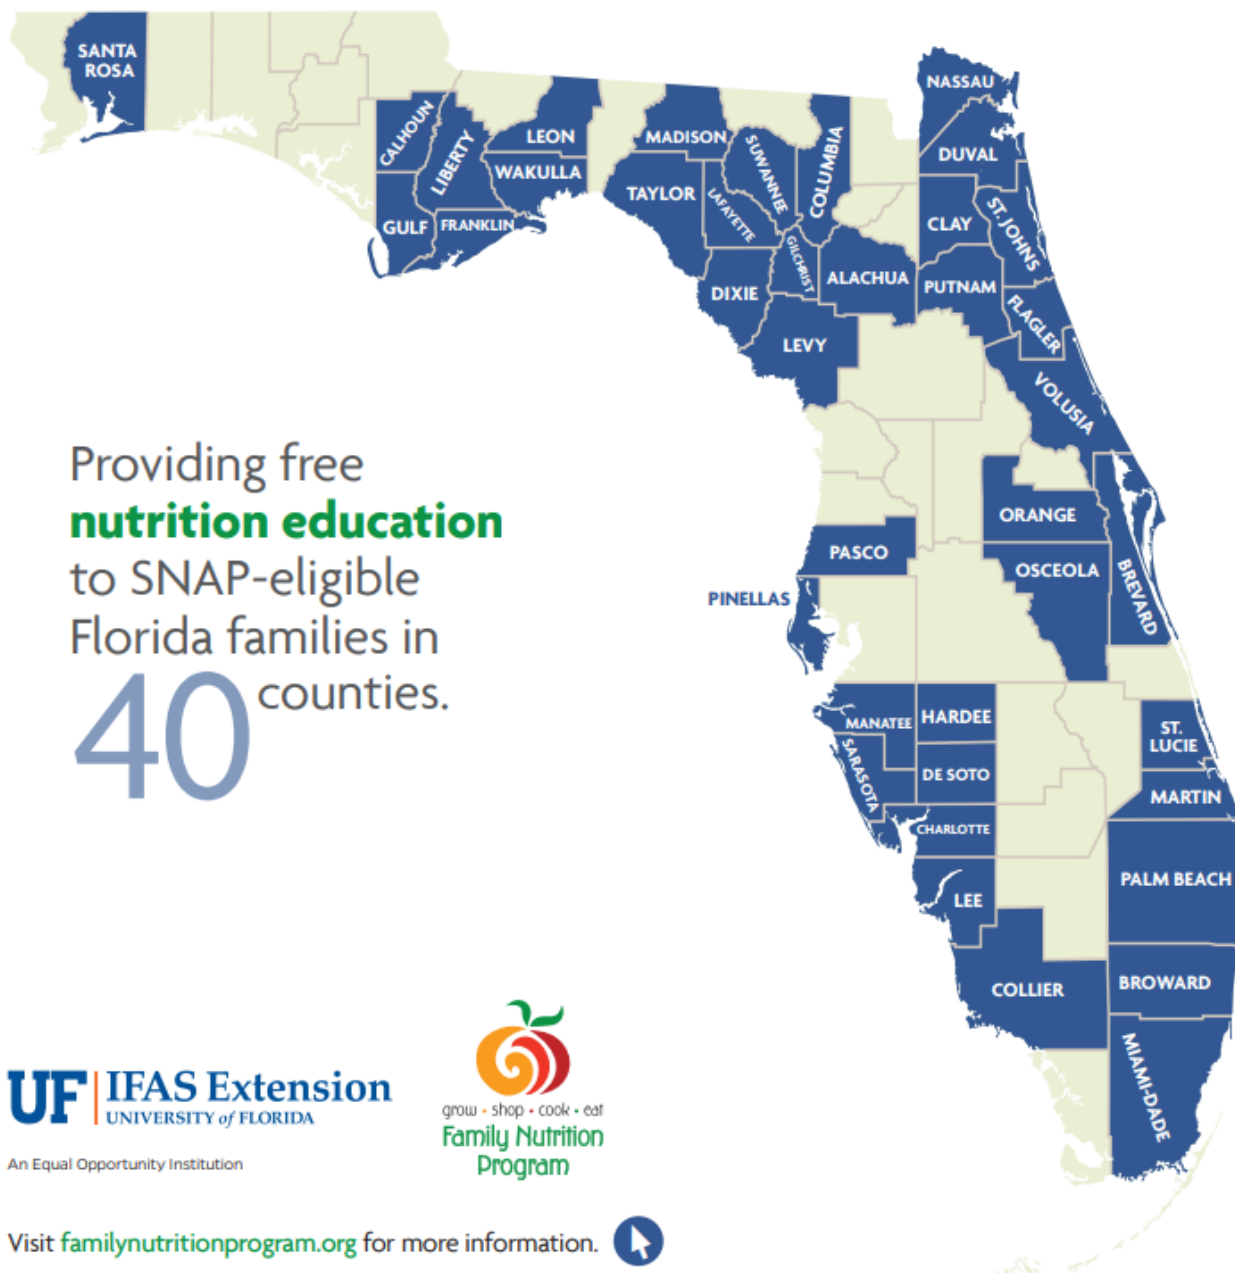 SANTA
ROSA
CALHOUN
LIBERTY
LEON
WAKULLA
GULF
FRANKLIN
MADISON
TAYLOR
LAFAYETTE
SUWANNEE
COLUMBIA
GILCHRIST
DIXIE
ALACHUA
LEVY
NASSAU
DUVAL
CLAY
ST. JOHNS
PUTNAM
FLAGLER
VOLUSIA
Providing free
nutrition education
to SNAP-eligible
Florida families in
40 counties.
ORANGE
PASCO
OSCEOLA
BREVARD
PINELLAS
MANATEE
HARDEE
SARASOTA
DE SOTO
ST.
LUCIE
MARTIN
CHARLOTTE
LEE
PALM BEACH
COLLIER
BROWARD
MIAMI-DADE
UF IFAS Extension
UNIVERSITY of FLORIDA
An Equal Opportunity Institution
grow • shop • cook • eat
Family Nutrition
Program
Visit familynutritionprogram.org for more information.